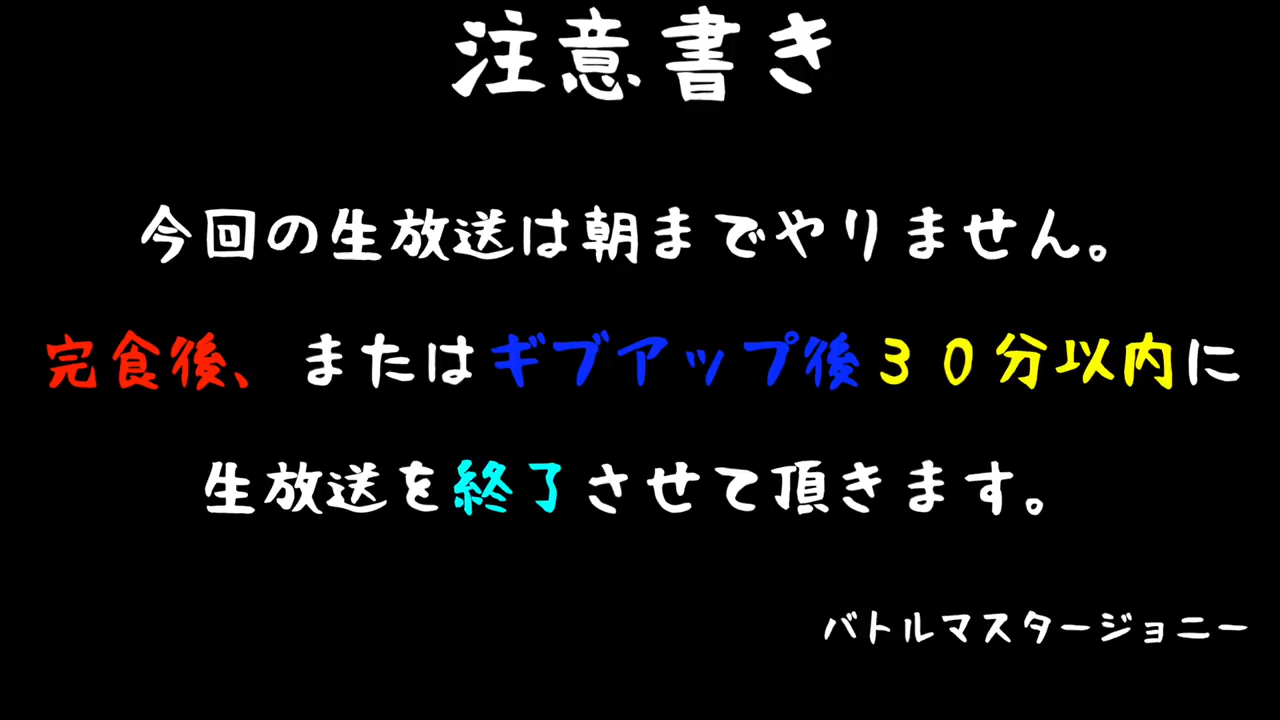 注意書き
今回の生放送は朝までやりません。
完食後、またはギブアップ後30分以内に
生放送を終了させて頂きます。
バトルマスタージョニー